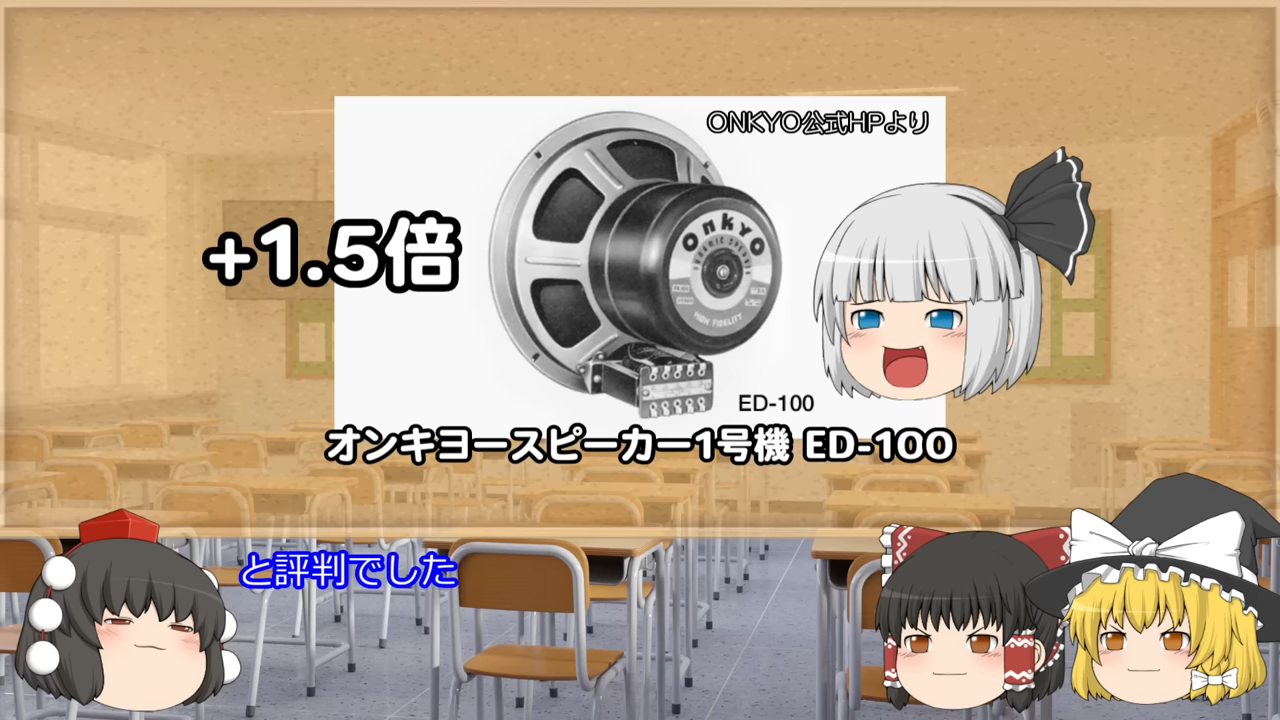 ONKYO公式HPより
+1.5倍
ONKYO
DYNAMIC SPEAKER
HIGH FIDELITY
ED-100
オンキヨースピーカー1号機 ED-100
と評判でした